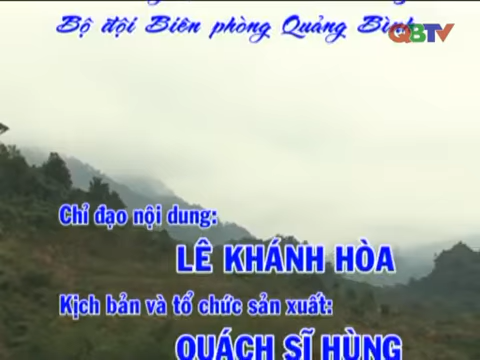 Bộ đội Biên phòng Quảng Bình
QBTV
Chỉ đạo nội dung:
LÊ KHÁNH HÒA
Kịch bản và tổ chức sản xuất:
QUÁCH SĨ HÙNG